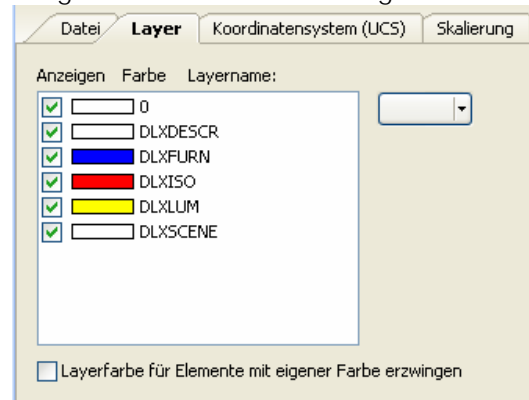 Datei Layer Koordinatensystem (UCS) Skalierung
Anzeigen Farbe Layername:
0
DLXDESCR
DLXFURN
DLXISO
DLXLUM
DLXSCENE
Layerfarbe für Elemente mit eigener Farbe erzwingen